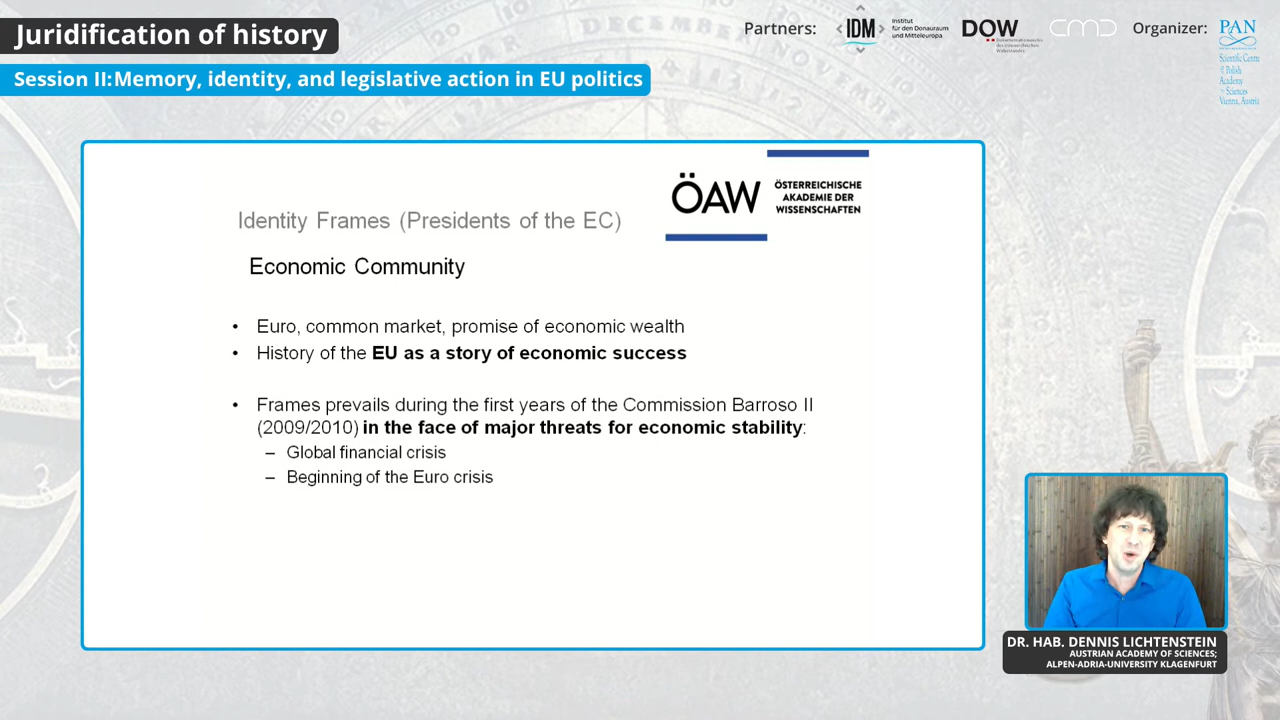 Juridification of history
Session II: Memory, identity, and legislative action in EU politics
Partners:
IDM
Institut
für den Donauraum
und Mitteleuropa
DOW
CMD
Organizer:
PAN
Scientific Centre
of Polish
Academy
of Sciences
Vienna, Austria
ÖAW
ÖSTERREICHISCHE
AKADEMIE DER
WISSENSCHAFTEN
Identity Frames (Presidents of the EC)
Economic Community
• Euro, common market, promise of economic wealth
• History of the EU as a story of economic success
• Frames prevails during the first years of the Commission Barroso II
(2009/2010) in the face of major threats for economic stability:
– Global financial crisis
– Beginning of the Euro crisis
DR. HAB. DENNIS LICHTENSTEIN
AUSTRIAN ACADEMY OF SCIENCES;
ALPEN-ADRIA-UNIVERSITY KLAGENFURT